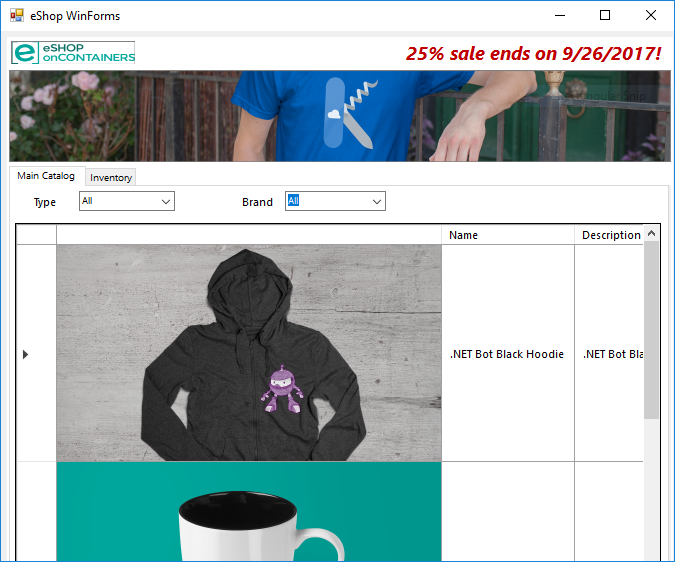 eShop WinForms
eSHOP
onCONTAINERS
25% sale ends on 9/26/2017!
Main Catalog
Inventory
Type
All
Brand
All
Name
Description
.NET Bot Black Hoodie
.NET Bot Bla